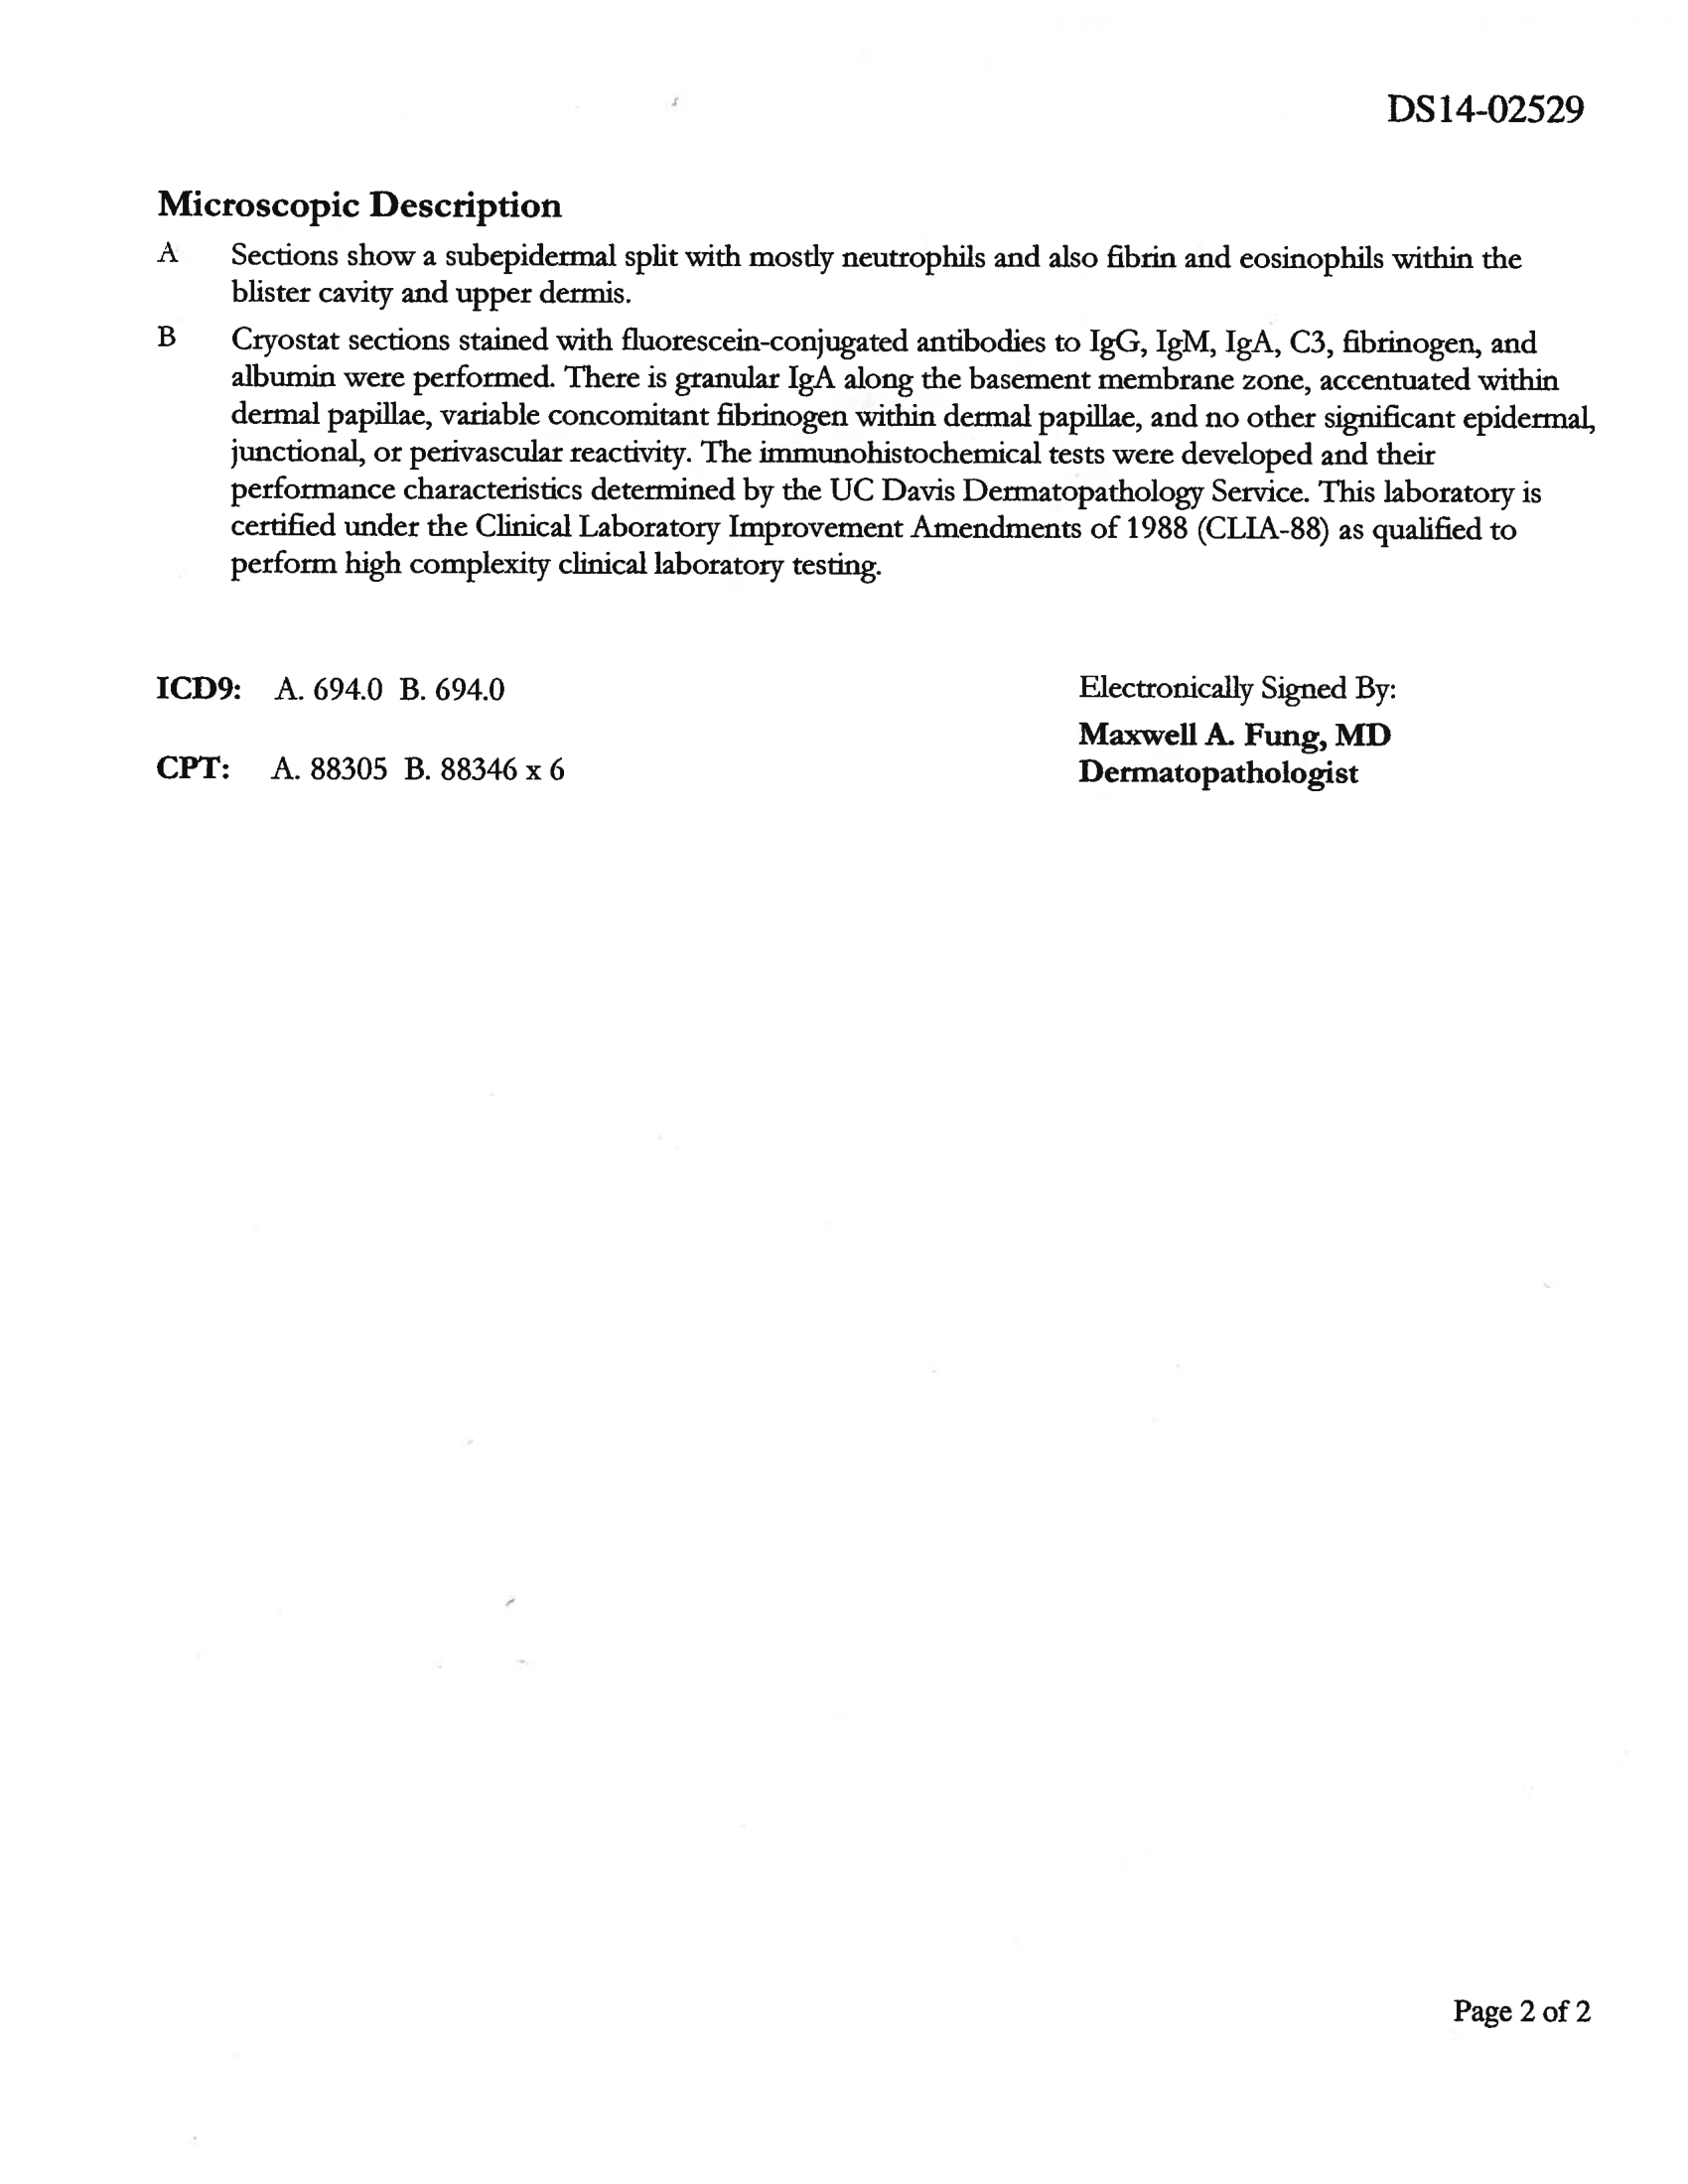 DS14-02529
Microscopic Description
A Sections show a subepidermal split with mostly neutrophils and also fibrin and eosinophils within the
blister cavity and upper dermis.
B Cryostat sections stained with fluorescein-conjugated antibodies to IgG, IgM, IgA, C3, fibrinogen, and
albumin were performed. There is granular IgA along the basement membrane zone, accentuated within
dermal papillae, variable concomitant fibrinogen within dermal papillae, and no other significant epidermal,
junctional, or perivascular reactivity. The immunohistochemical tests were developed and their
performance characteristics determined by the UC Davis Dermatopathology Service. This laboratory is
certified under the Clinical Laboratory Improvement Amendments of 1988 (CLIA-88) as qualified to
perform high complexity clinical laboratory testing.
ICD9: A. 694.0 B. 694.0
CPT: A. 88305 B. 88346 x 6
Electronically Signed By:
Maxwell A. Fung, MD
Dermatopathologist
Page 2 of 2